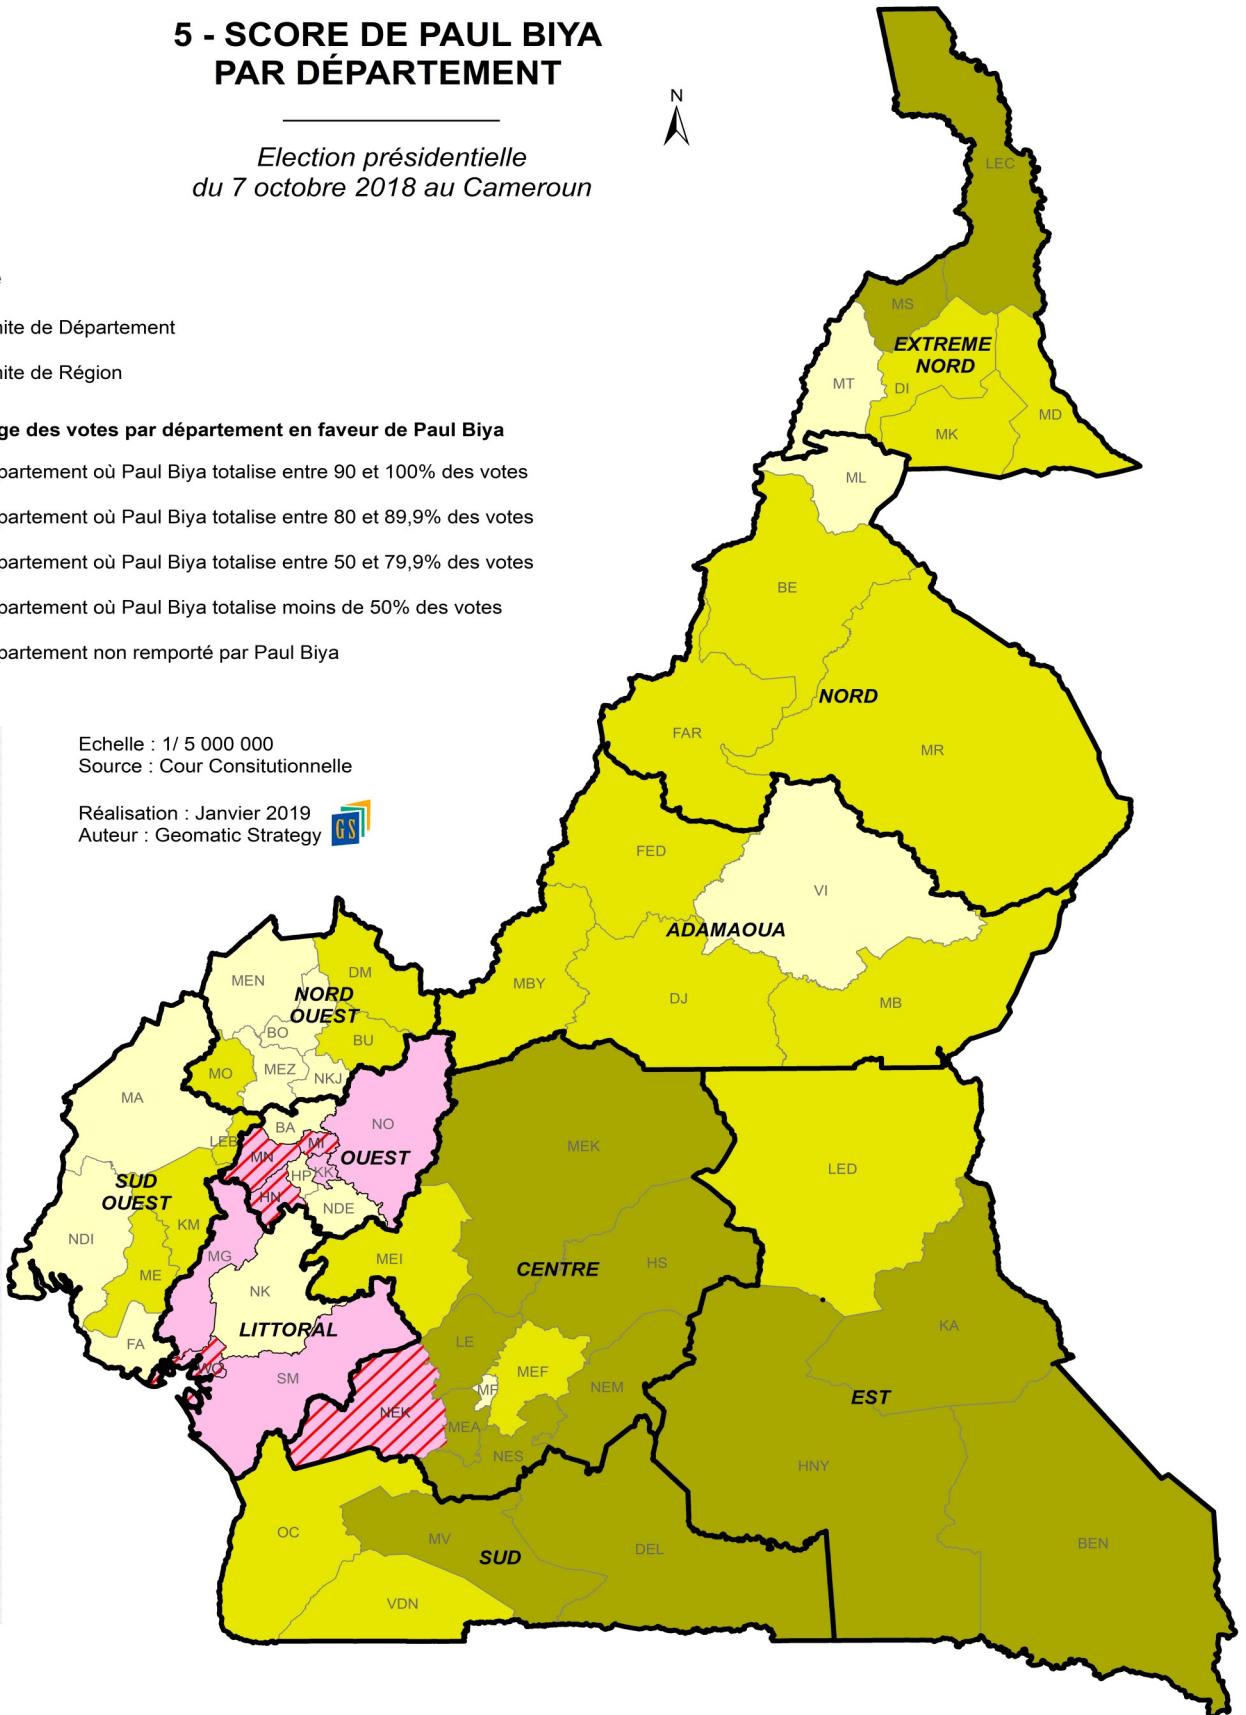 5 - SCORE DE PAUL BIYA
PAR DÉPARTEMENT
Election présidentielle
du 7 octobre 2018 au Cameroun
N
ite de Département
ite de Région
ge des votes par département en faveur de Paul Biya
partement où Paul Biya totalise entre 90 et 100% des votes
partement où Paul Biya totalise entre 80 et 89,9% des votes
partement où Paul Biya totalise entre 50 et 79,9% des votes
partement où Paul Biya totalise moins de 50% des votes
partement non remporté par Paul Biya
Echelle : 1/ 5 000 000
Source : Cour Consitutionnelle
Réalisation : Janvier 2019
Auteur : Geomatic Strategy
GS
LEC
MS
EXTREME
NORD
MT
DI
MK
MD
ML
BE
NORD
FAR
MR
FED
VI
ADAMAOUA
MBY
DJ
MB
MEN
DM
NORD
OUEST
BO
BU
MO
MEZ
NKJ
MA
LEB
BA
NO
MN
MI
OUEST
HP
KK
HN
NDE
SUD
OUEST
KM
NDI
ME
FA
MG
NK
LITTORAL
WO
SM
NEK
MEK
MEI
CENTRE
HS
LE
MEF
MF
NEM
MEA
NES
LED
KA
EST
HNY
BEN
OC
MV
SUD
DEL
VDN